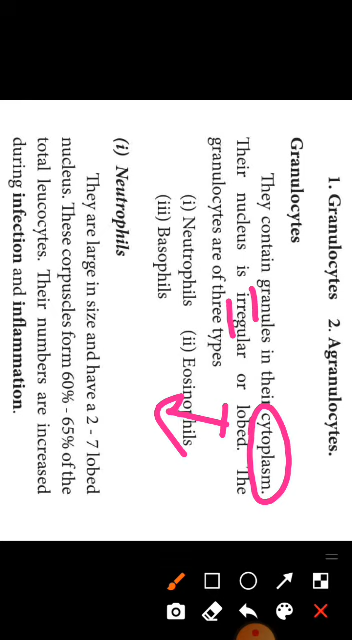 1. Granulocytes 2. Agranulocytes.
Granulocytes
They contain granules in their cytoplasm.
Their nucleus is irregular or lobed. The
granulocytes are of three types
(i) Neutrophils (ii) Eosinophils
(iii) Basophils
(i) Neutrophils
They are large in size and have a 2 - 7 lobed
nucleus. These corpuscles form 60% - 65% of the
total leucocytes. Their numbers are increased
during infection and inflammation.